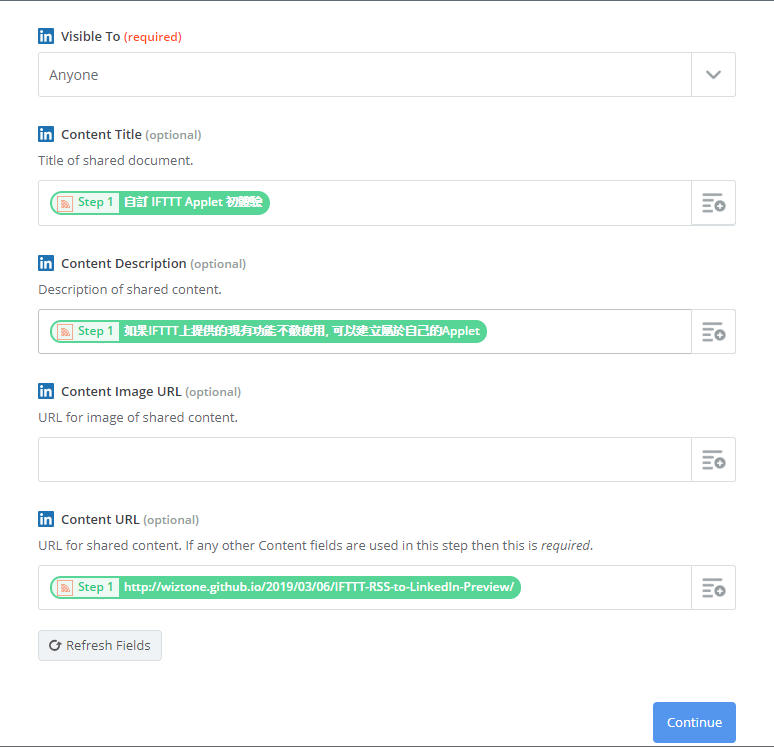 in Visible To (required)
Anyone
in Content Title (optional)
Title of shared document.
Step 1 自訂 IFTTT Applet 初體驗
in Content Description (optional)
Description of shared content.
Step 1 如果IFTTT上提供的現有功能不敷使用, 可以建立屬於自己的Applet
in Content Image URL (optional)
URL for image of shared content.
in Content URL (optional)
URL for shared content. If any other Content fields are used in this step then this is required.
Step 1 http://wiztone.github.io/2019/03/06/IFTTT-RSS-to-LinkedIn-Preview/
Refresh Fields
Continue